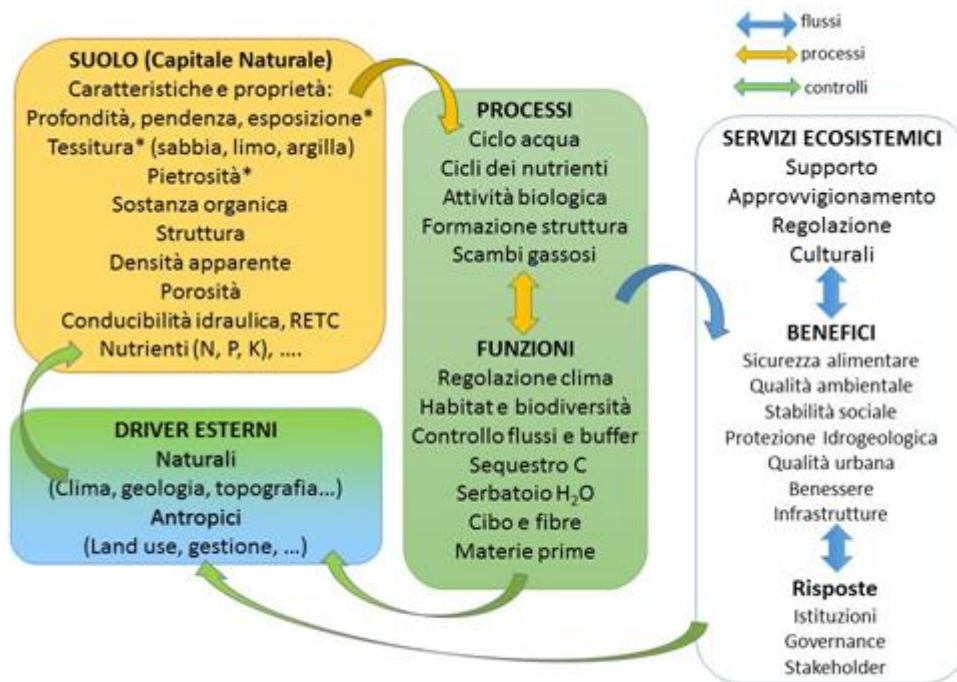 flussi
processi
controlli
SUOLO (Capitale Naturale)
Caratteristiche e proprietà:
Profondità, pendenza, esposizione*
Tessitura* (sabbia, limo, argilla)
Pietrosità*
Sostanza organica
Struttura
Densità apparente
Porosità
Conducibilità idraulica, RETC
Nutrienti (N, P, K), ....
DRIVER ESTERNI
Naturali
(Clima, geologia, topografia...)
Antropici
(Land use, gestione, ...)
PROCESSI
Ciclo acqua
Cicli dei nutrienti
Attività biologica
Formazione struttura
Scambi gassosi
FUNZIONI
Regolazione clima
Habitat e biodiversità
Controllo flussi e buffer
Sequestro C
Serbatoio H₂O
Cibo e fibre
Materie prime
SERVIZI ECOSISTEMICI
Supporto
Approvvigionamento
Regolazione
Culturali
BENEFICI
Sicurezza alimentare
Qualità ambientale
Stabilità sociale
Protezione Idrogeologica
Qualità urbana
Benessere
Infrastrutture
Risposte
Istituzioni
Governance
Stakeholder